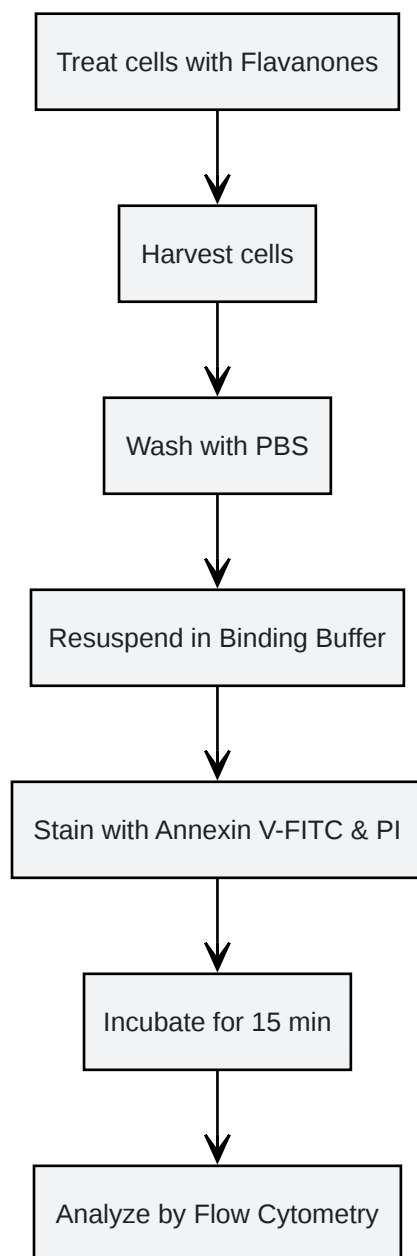 Treat cells with Flavanones
Harvest cells
Wash with PBS
Resuspend in Binding Buffer
Stain with Annexin V-FITC & PI
Incubate for 15 min
Analyze by Flow Cytometry